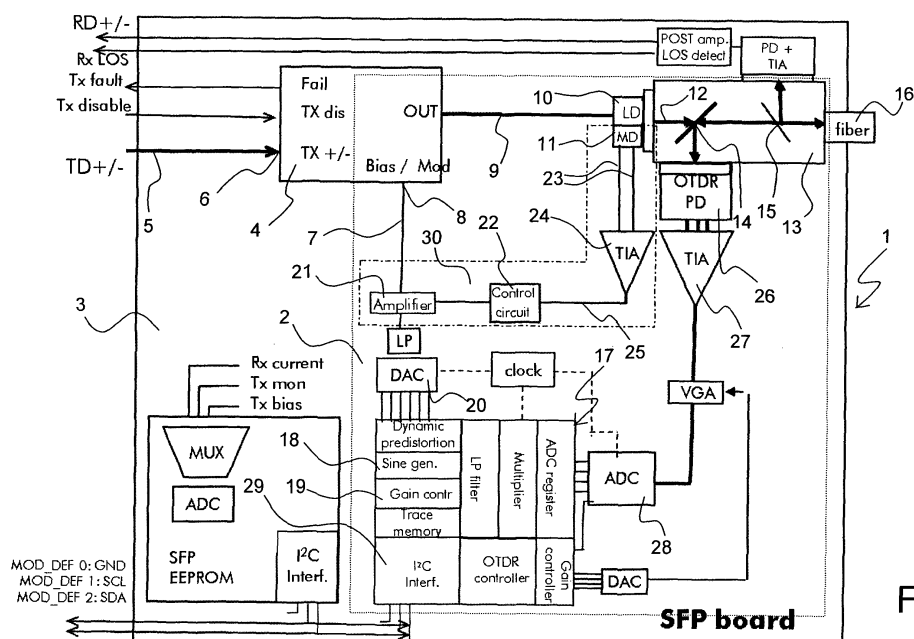 RD+/-
Rx LOS
Tx fault
Tx disable
TD+/-
5
6
3
Fail
TX dis
TX +/-
OUT
Bias / Mod
4
7
8
9
POST amp.
LOS detect
PD +
TIA
10
LD
11
MD
12
16
fiber
OTDR
PD
14
15
13
23
24
TIA
22
30
21
Amplifier
Control
circuit
25
TIA
26
27
1
2
LP
DAC
20
clock
17
VGA
Rx current
Tx mon
Tx bias
MUX
ADC
SFP
EEPROM
I²C
Interf.
18
19
29
Dynamic
predistortion
Sine gen.
Gain contr
Trace
memory
LP filter
Multiplier
ADC register
I²C
Interf.
OTDR
controller
Gain
controller
ADC
28
DAC
MOD_DEF 0: GND
MOD_DEF 1: SCL
MOD_DEF 2: SDA
SFP board
F